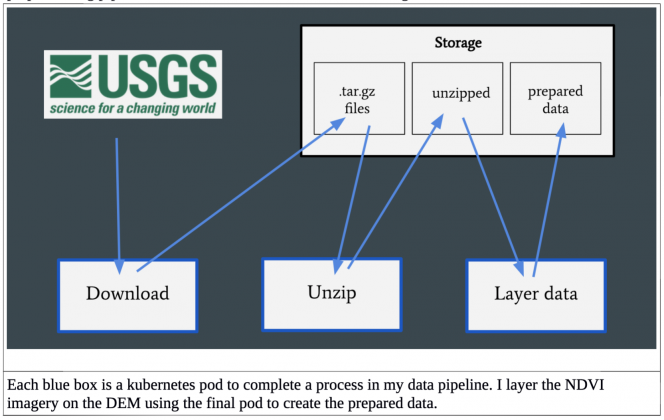 USGS
science for a changing world
Storage
.tar.gz
files
unzipped
prepared
data
Download
Unzip
Layer data
Each blue box is a kubernetes pod to complete a process in my data pipeline. I layer the NDVI
imagery on the DEM using the final pod to create the prepared data.